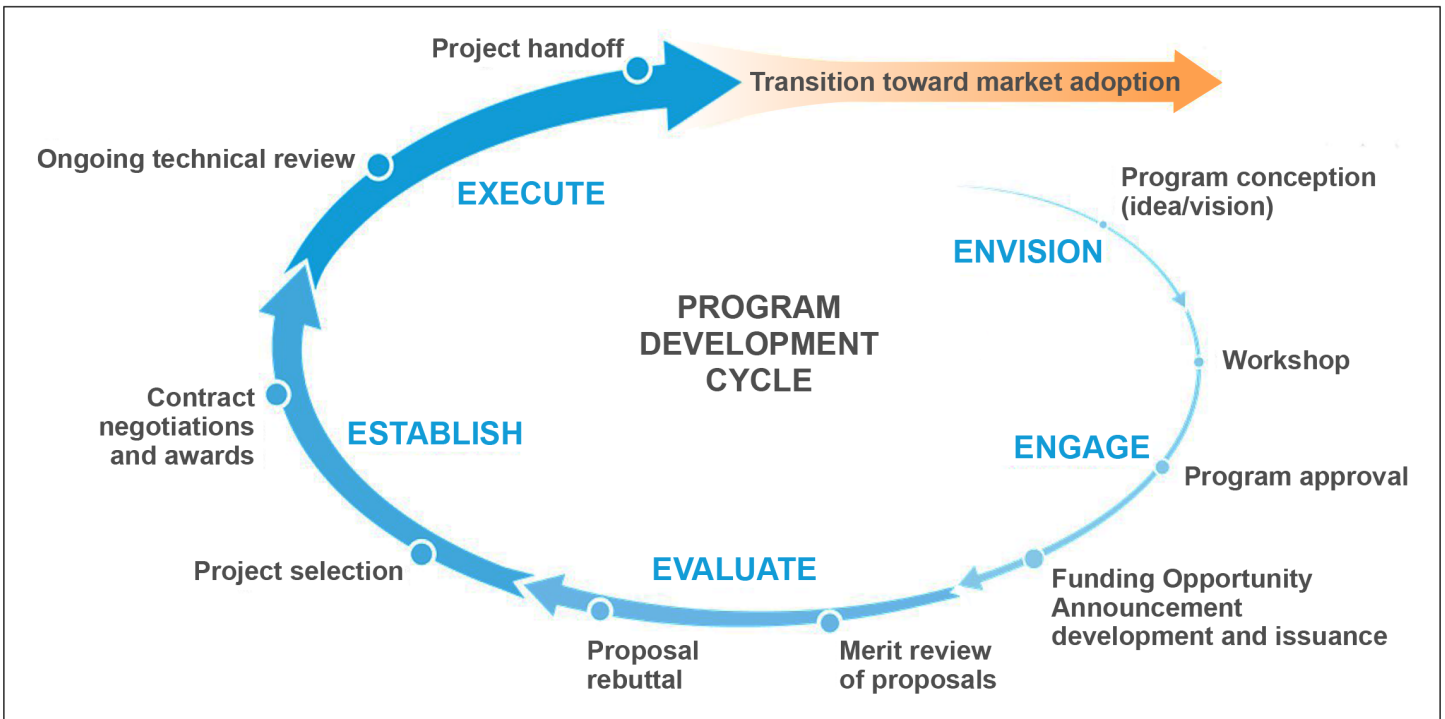 Project handoff
Transition toward market adoption
Ongoing technical review
EXECUTE
Program conception
(idea/vision)
ENVISION
PROGRAM
DEVELOPMENT
CYCLE
Workshop
Contract
negotiations
and awards
ESTABLISH
ENGAGE
Program approval
Project selection
EVALUATE
Funding Opportunity
Announcement
development and issuance
Proposal
rebuttal
Merit review
of proposals